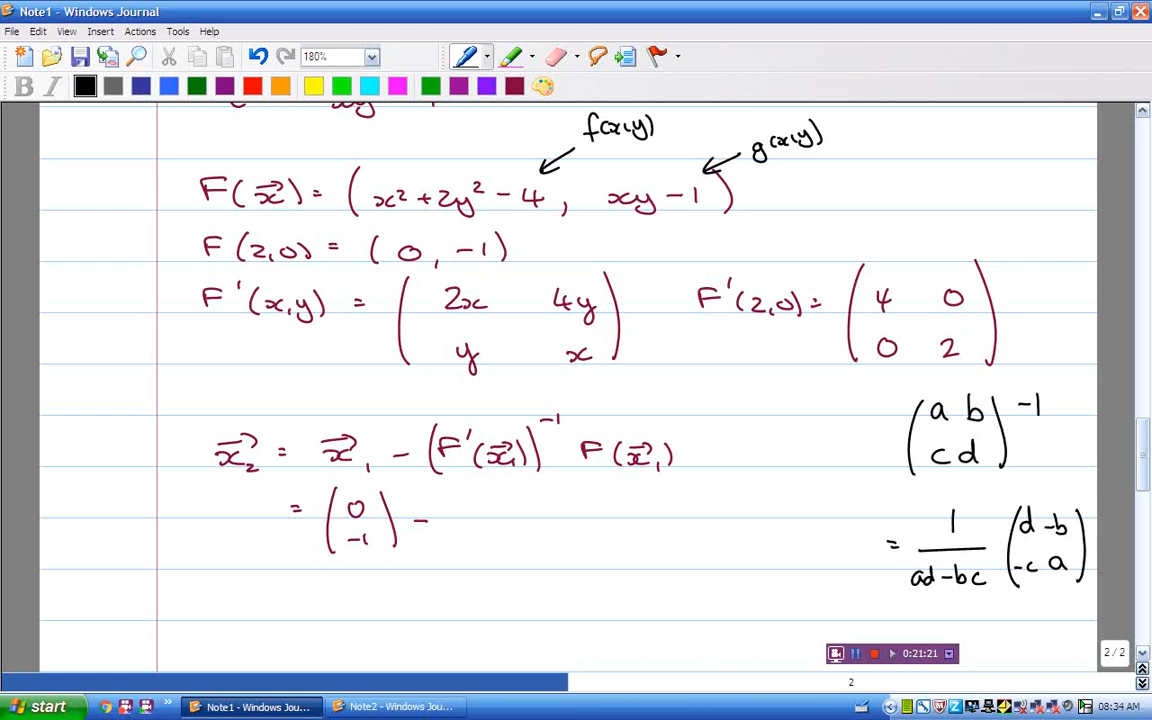 Note1 - Windows Journal
File Edit View Insert Actions Tools Help
180%
B I
f(x,y)
g(x,y)
F(x⃗) = (x² + 2y² - 4, xy - 1)
F(2,0) = (0, -1)
F'(x,y) = (2x 4y
y x)
F'(2,0) = (4 0
0 2)
x⃗₂ = x⃗₁ - (F'(x⃗₁))⁻¹ F(x⃗₁)
= (0
-1) -
(a b
c d)⁻¹
= 1/(ad-bc) (d -b
-c a)
0:21:21
2 / 2
2
start
Note1 - Windows Jou...
Note2 - Windows Jou...
08:34 AM